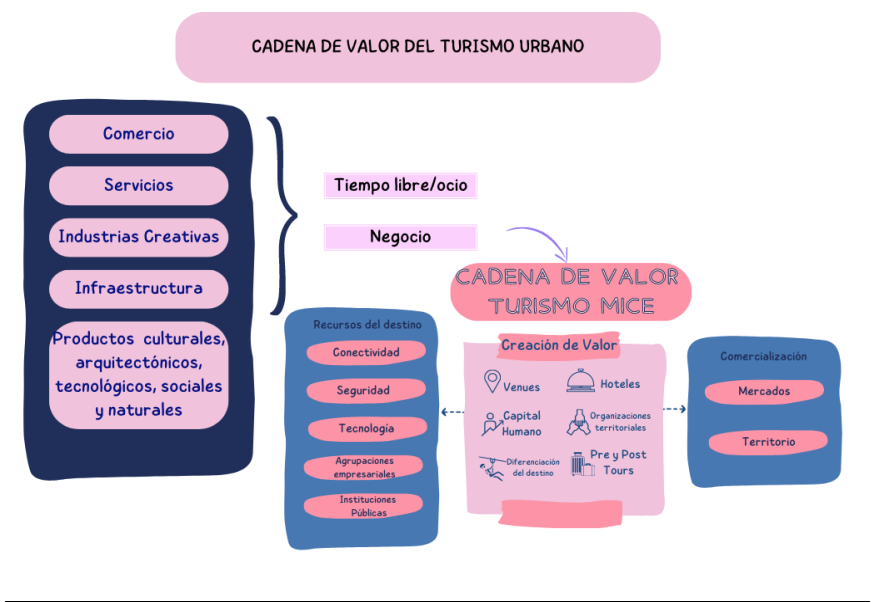 CADENA DE VALOR DEL TURISMO URBANO
Comercio
Servicios
Industrias Creativas
Infraestructura
Productos culturales,
arquitectónicos,
tecnológicos, sociales
y naturales
Tiempo libre/ocio
Negocio
CADENA DE VALOR
TURISMO MICE
Recursos del destino
Conectividad
Seguridad
Tecnología
Agrupaciones
empresariales
Instituciones
Públicas
Creación de Valor
Venues
Hoteles
Capital
Humano
Organizaciones
territoriales
Diferenciación
del destino
Pre y Post
Tours
Comercialización
Mercados
Territorio